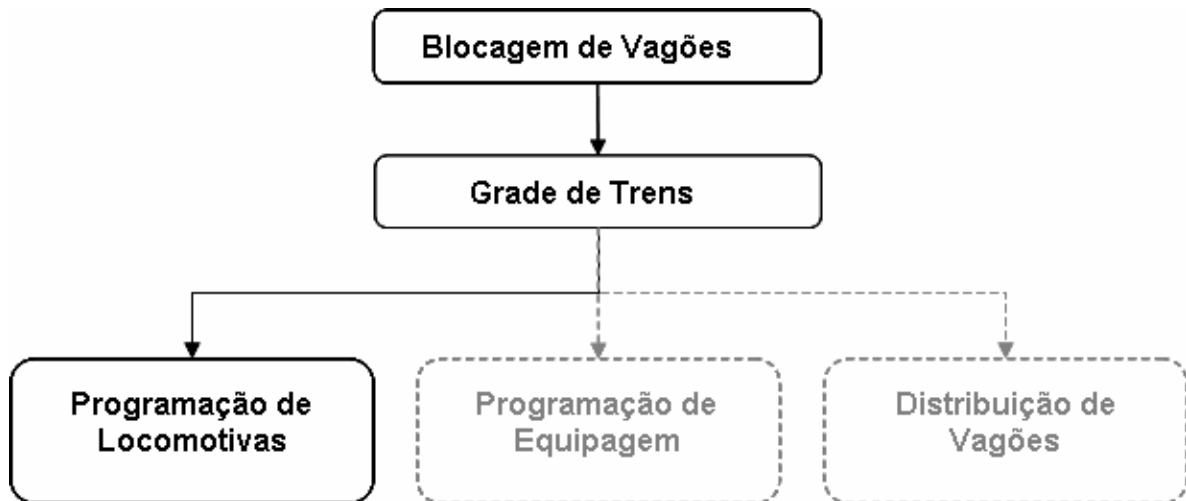 Blocagem de Vagões
Grade de Trens
Programação de
Locomotivas
Programação de
Equipagem
Distribuição de
Vagões